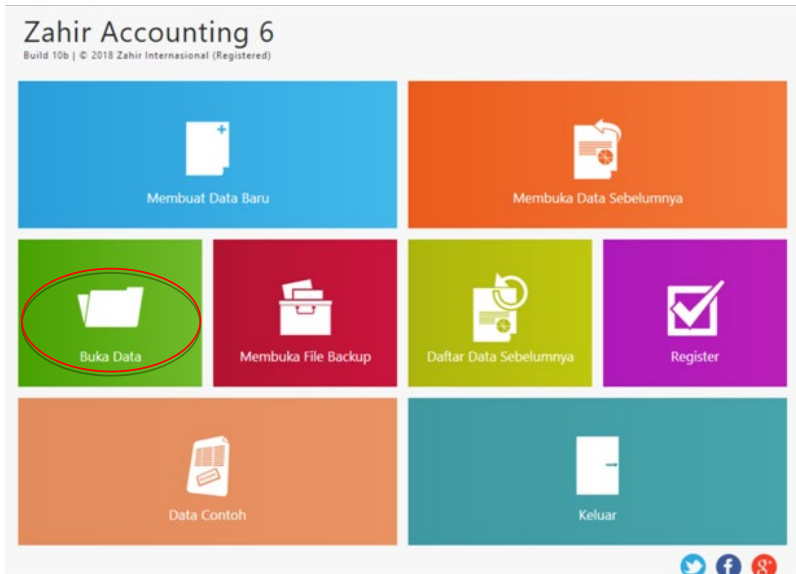 Zahir Accounting 6
Build 10b | © 2018 Zahir Internasional (Registered)
Membuat Data Baru
Membuka Data Sebelumnya
Buka Data
Membuka File Backup
Daftar Data Sebelumnya
Register
Data Contoh
Keluar